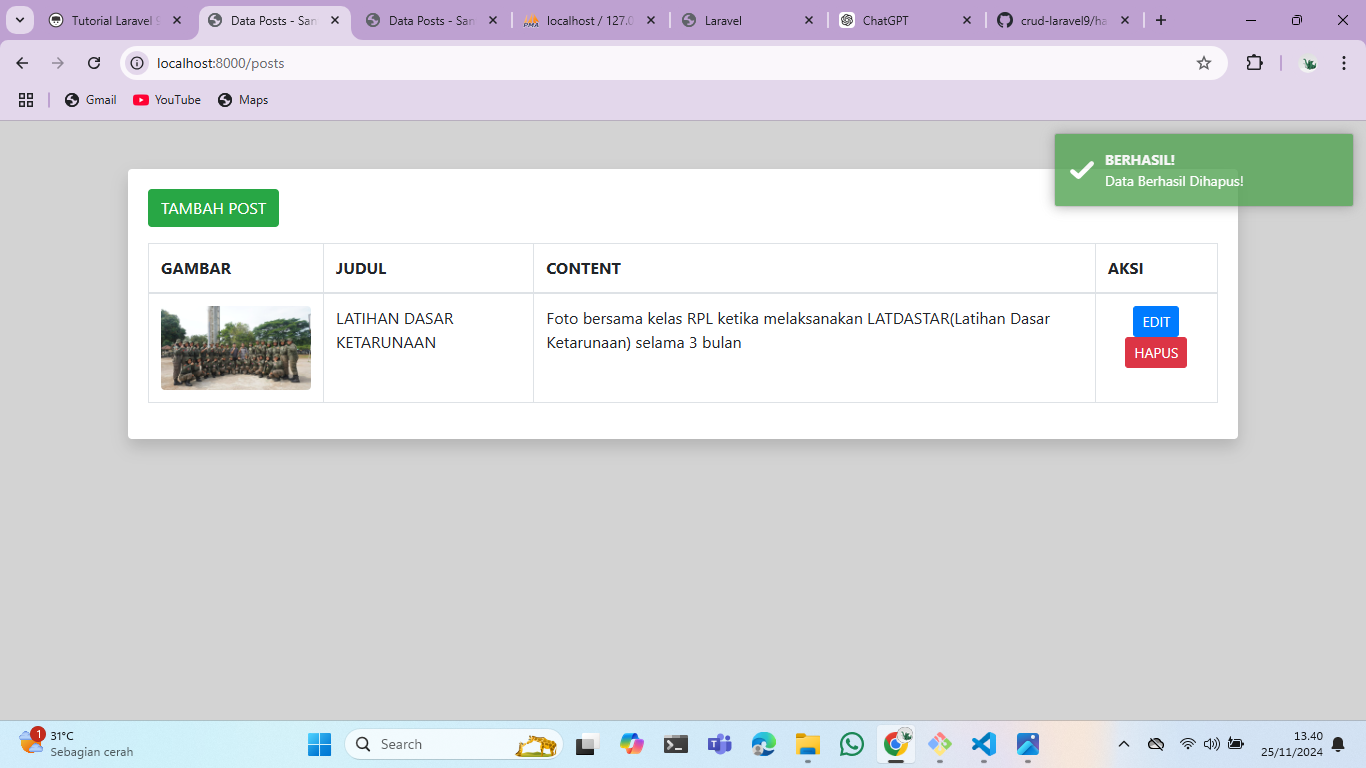 Tutorial Laravel 9
Data Posts - San
Data Posts - San
localhost / 127.0
Laravel
ChatGPT
crud-laravel9/ha
localhost:8000/posts
Gmail
YouTube
Maps
BERHASIL!
Data Berhasil Dihapus!
TAMBAH POST
GAMBAR
JUDUL
CONTENT
AKSI
LATIHAN DASAR
KETARUNAAN
Foto bersama kelas RPL ketika melaksanakan LATDASTAR(Latihan Dasar
Ketarunaan) selama 3 bulan
EDIT
HAPUS
1
31°C
Sebagian cerah
Search
13.40
25/11/2024